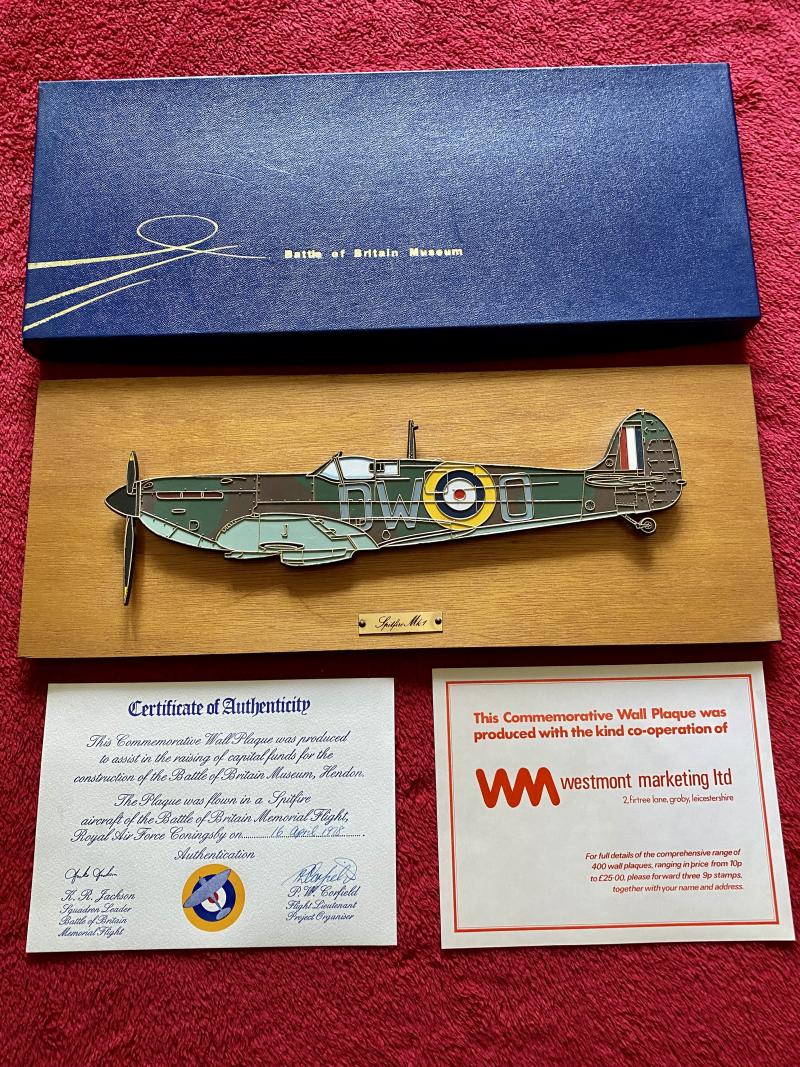 Battle of Britain Museum
DW O
Spitfire Mk 1
Certificate of Authenticity
This Commemorative Wall Plaque was produced
to assist in the raising of capital funds for the
construction of the Battle of Britain Museum, Hendon.
The Plaque was flown in a Spitfire
aircraft of the Battle of Britain Memorial Flight,
Royal Air Force Coningsby on 16 April 1978.
Authentication
K. R. Jackson
Squadron Leader
Battle of Britain
Memorial Flight
P. W. Corfield
Flight Lieutenant
Project Organiser
This Commemorative Wall Plaque was
produced with the kind co-operation of
WM westmont marketing ltd
2, firtree lane, groby, leicestershire
For full details of the comprehensive range of
400 wall plaques, ranging in price from 10p
to £25·00, please forward three 9p stamps,
together with your name and address.